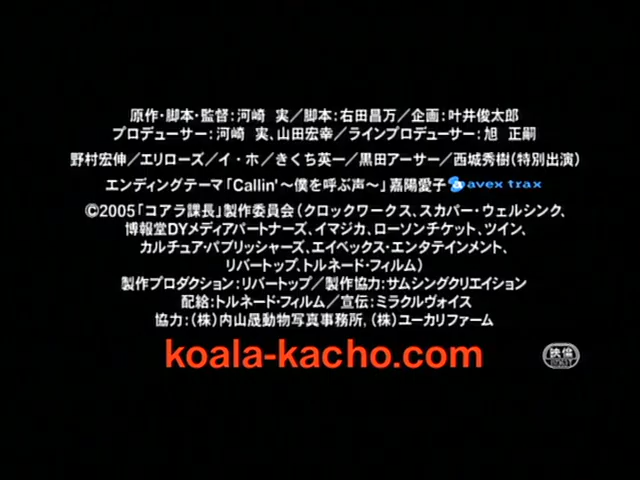 原作・脚本・監督：河崎　実／脚本：右田昌万／企画：叶井俊太郎
プロデューサー：河崎　実、山田宏幸／ラインプロデューサー：旭　正嗣
野村宏伸／エリローズ／イ・ホ／きくち英一／黒田アーサー／西城秀樹（特別出演）
エンディングテーマ「Callin'～僕を呼ぶ声～」嘉陽愛子 avex trax
©2005「コアラ課長」製作委員会（クロックワークス、スカパー・ウェルシンク、
博報堂DYメディアパートナーズ、イマジカ、ローソンチケット、ツイン、
カルチュア・パブリッシャーズ、エイベックス・エンタテインメント、
リバートップ、トルネード・フィルム）
製作プロダクション：リバートップ／製作協力：サムシングクリエイション
配給：トルネード・フィルム／宣伝：ミラクルヴォイス
協力：（株）内山晟動物写真事務所、（株）ユーカリファーム
koala-kacho.com
映倫